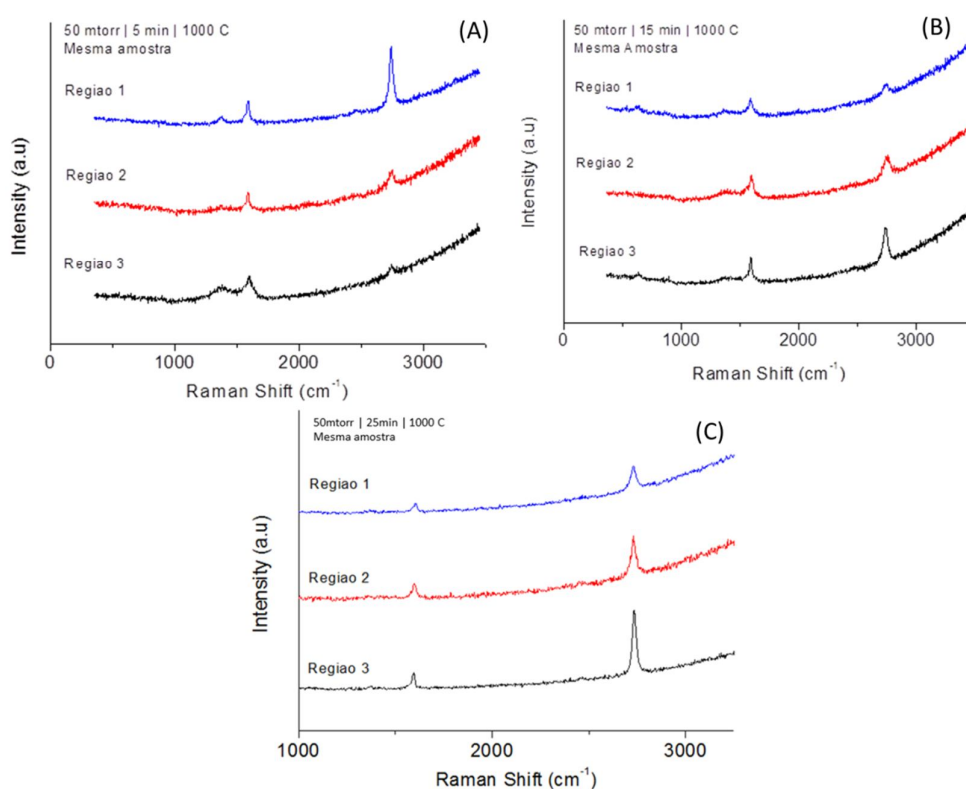 50 mtorr | 5 min | 1000 C
(A)
Mesma amostra
Regiao 1
Regiao 2
Regiao 3
Intensity (a.u)
1000
2000
3000
Raman Shift (cm⁻¹)
50 mtorr | 15 min | 1000 C
(B)
Mesma Amostra
Regiao 1
Regiao 2
Regiao 3
Intensity (a.u)
0
1000
2000
3000
Raman Shift (cm⁻¹)
50mtorr | 25min | 1000 C
(C)
Mesma amostra
Regiao 1
Regiao 2
Regiao 3
Intensity (a.u)
1000
2000
3000
Raman Shift (cm⁻¹)